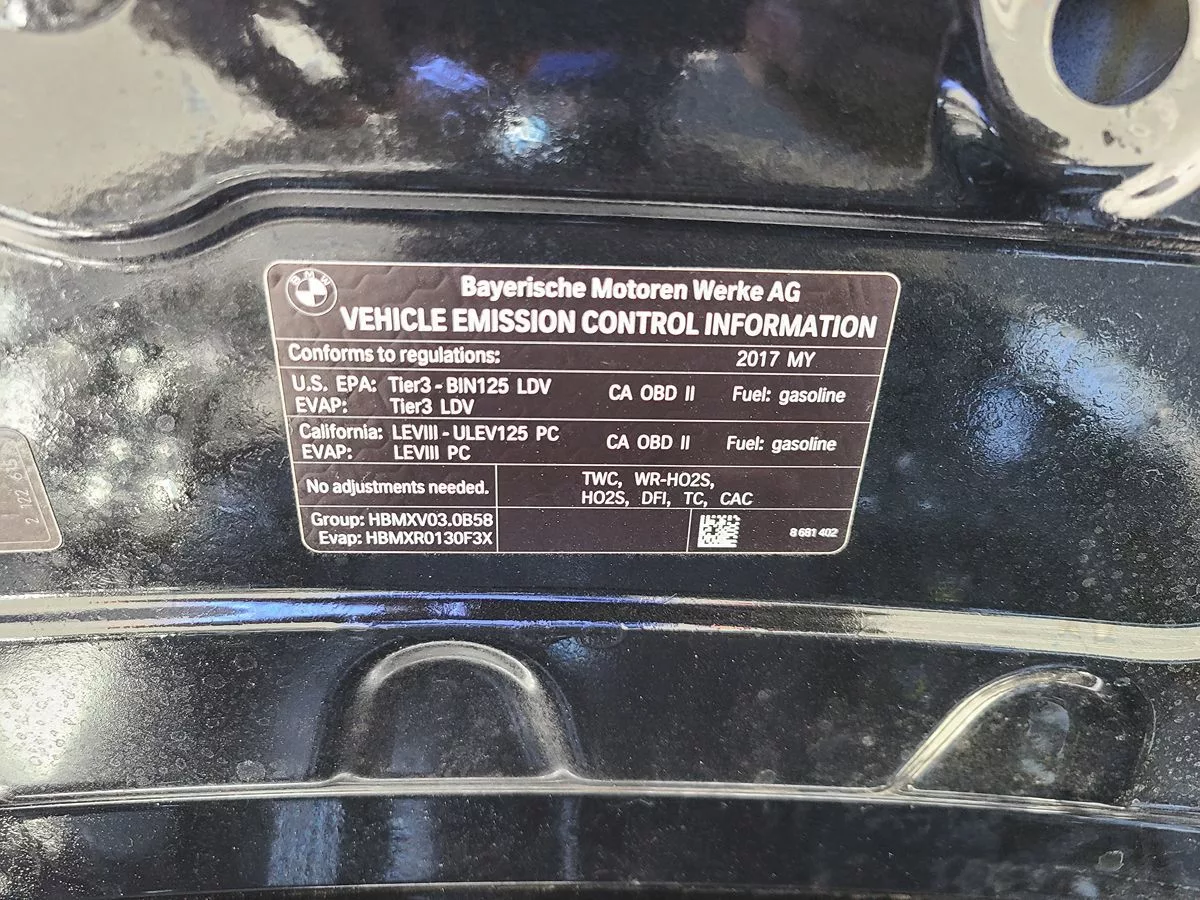 BMW
Bayerische Motoren Werke AG
VEHICLE EMISSION CONTROL INFORMATION
Conforms to regulations: 2017 MY
U.S. EPA: Tier3 - BIN125 LDV CA OBD II Fuel: gasoline
EVAP: Tier3 LDV
California: LEVIII - ULEV125 PC CA OBD II Fuel: gasoline
EVAP: LEVIII PC
No adjustments needed. TWC, WR-HO2S,
HO2S, DFI, TC, CAC
Group: HBMXV03.0B58
Evap: HBMXR0130F3X
8 681 402